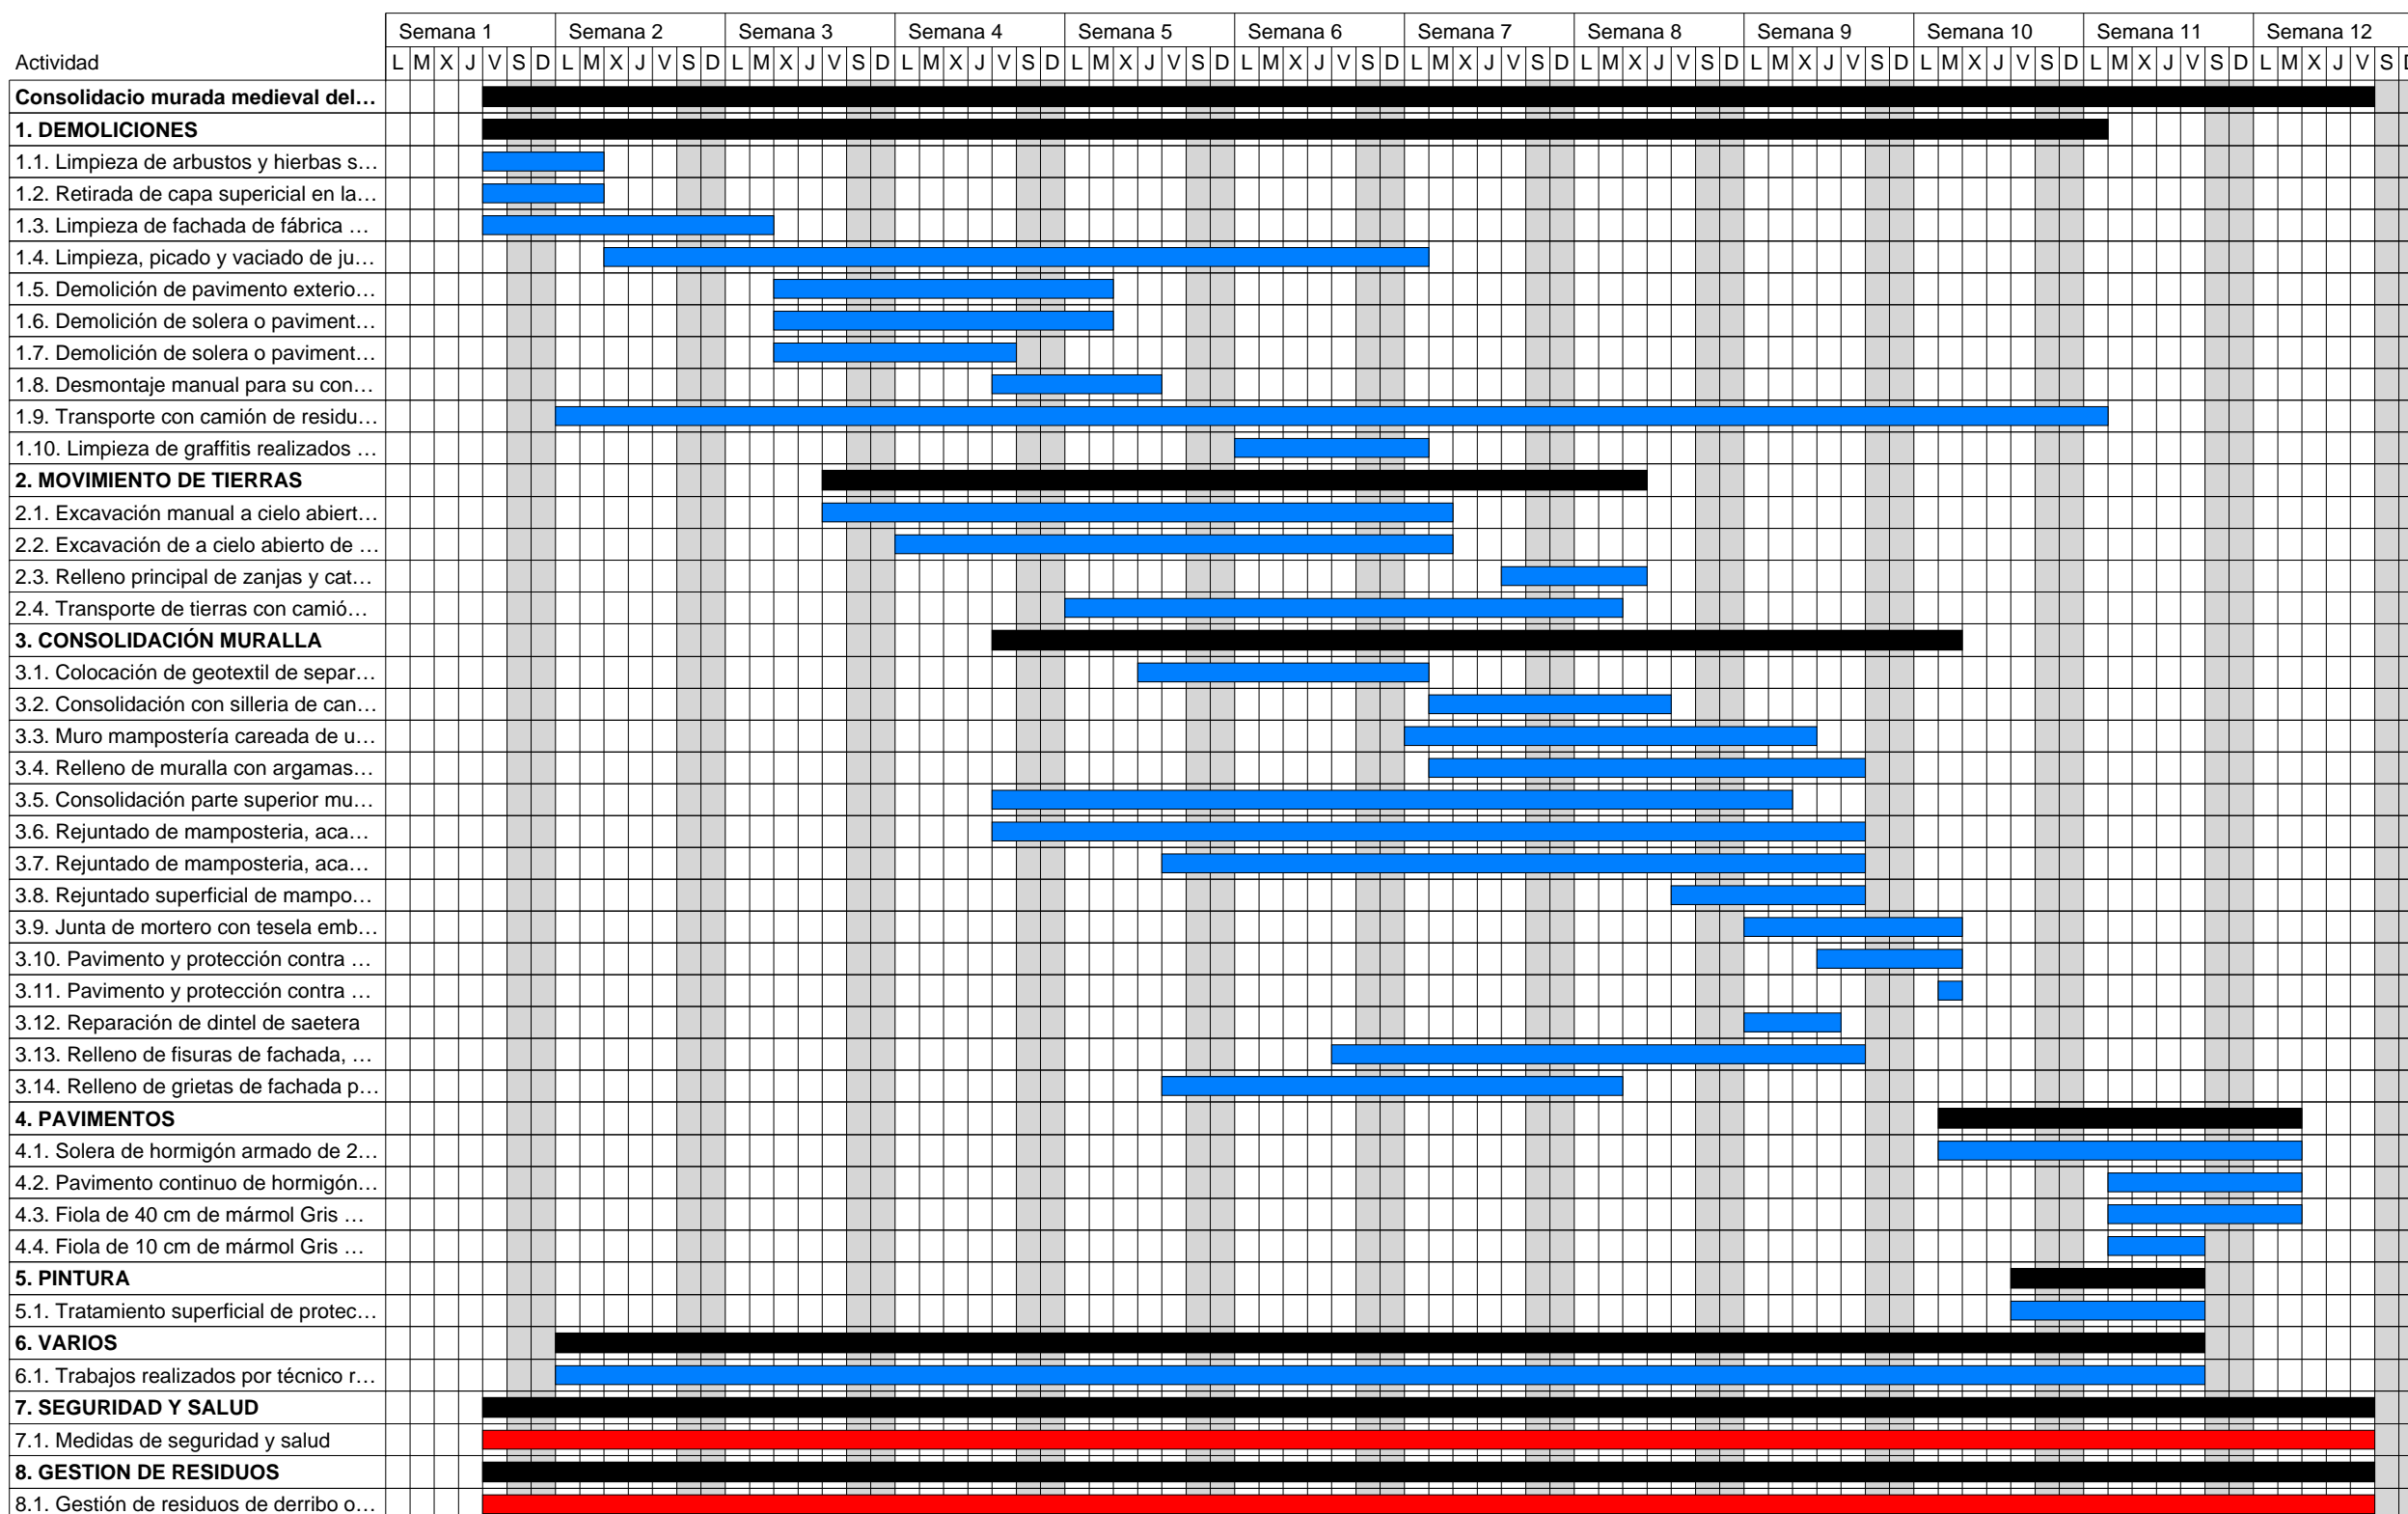 Semana 1 Semana 2 Semana 3 Semana 4 Semana 5 Semana 6 Semana 7 Semana 8 Semana 9 Semana 10 Semana 11 Semana 12
Actividad L M X J V S D L M X J V S D L M X J V S D L M X J V S D L M X J V S D L M X J V S D L M X J V S D L M X J V S D L M X J V S D L M X J V S D L M X J V S D L M X J V S D
Consolidacio murada medieval del…
1. DEMOLICIONES
1.1. Limpieza de arbustos y hierbas s…
1.2. Retirada de capa supericial en la…
1.3. Limpieza de fachada de fábrica …
1.4. Limpieza, picado y vaciado de ju…
1.5. Demolición de pavimento exterio…
1.6. Demolición de solera o paviment…
1.7. Demolición de solera o paviment…
1.8. Desmontaje manual para su con…
1.9. Transporte con camión de residu…
1.10. Limpieza de graffitis realizados …
2. MOVIMIENTO DE TIERRAS
2.1. Excavación manual a cielo abiert…
2.2. Excavación de a cielo abierto de …
2.3. Relleno principal de zanjas y cat…
2.4. Transporte de tierras con camió…
3. CONSOLIDACIÓN MURALLA
3.1. Colocación de geotextil de separ…
3.2. Consolidación con silleria de can…
3.3. Muro mampostería careada de u…
3.4. Relleno de muralla con argamas…
3.5. Consolidación parte superior mu…
3.6. Rejuntado de mamposteria, aca…
3.7. Rejuntado de mamposteria, aca…
3.8. Rejuntado superficial de mampo…
3.9. Junta de mortero con tesela emb…
3.10. Pavimento y protección contra …
3.11. Pavimento y protección contra …
3.12. Reparación de dintel de saetera
3.13. Relleno de fisuras de fachada, …
3.14. Relleno de grietas de fachada p…
4. PAVIMENTOS
4.1. Solera de hormigón armado de 2…
4.2. Pavimento continuo de hormigón…
4.3. Fiola de 40 cm de mármol Gris …
4.4. Fiola de 10 cm de mármol Gris …
5. PINTURA
5.1. Tratamiento superficial de protec…
6. VARIOS
6.1. Trabajos realizados por técnico r…
7. SEGURIDAD Y SALUD
7.1. Medidas de seguridad y salud
8. GESTION DE RESIDUOS
8.1. Gestión de residuos de derribo o…